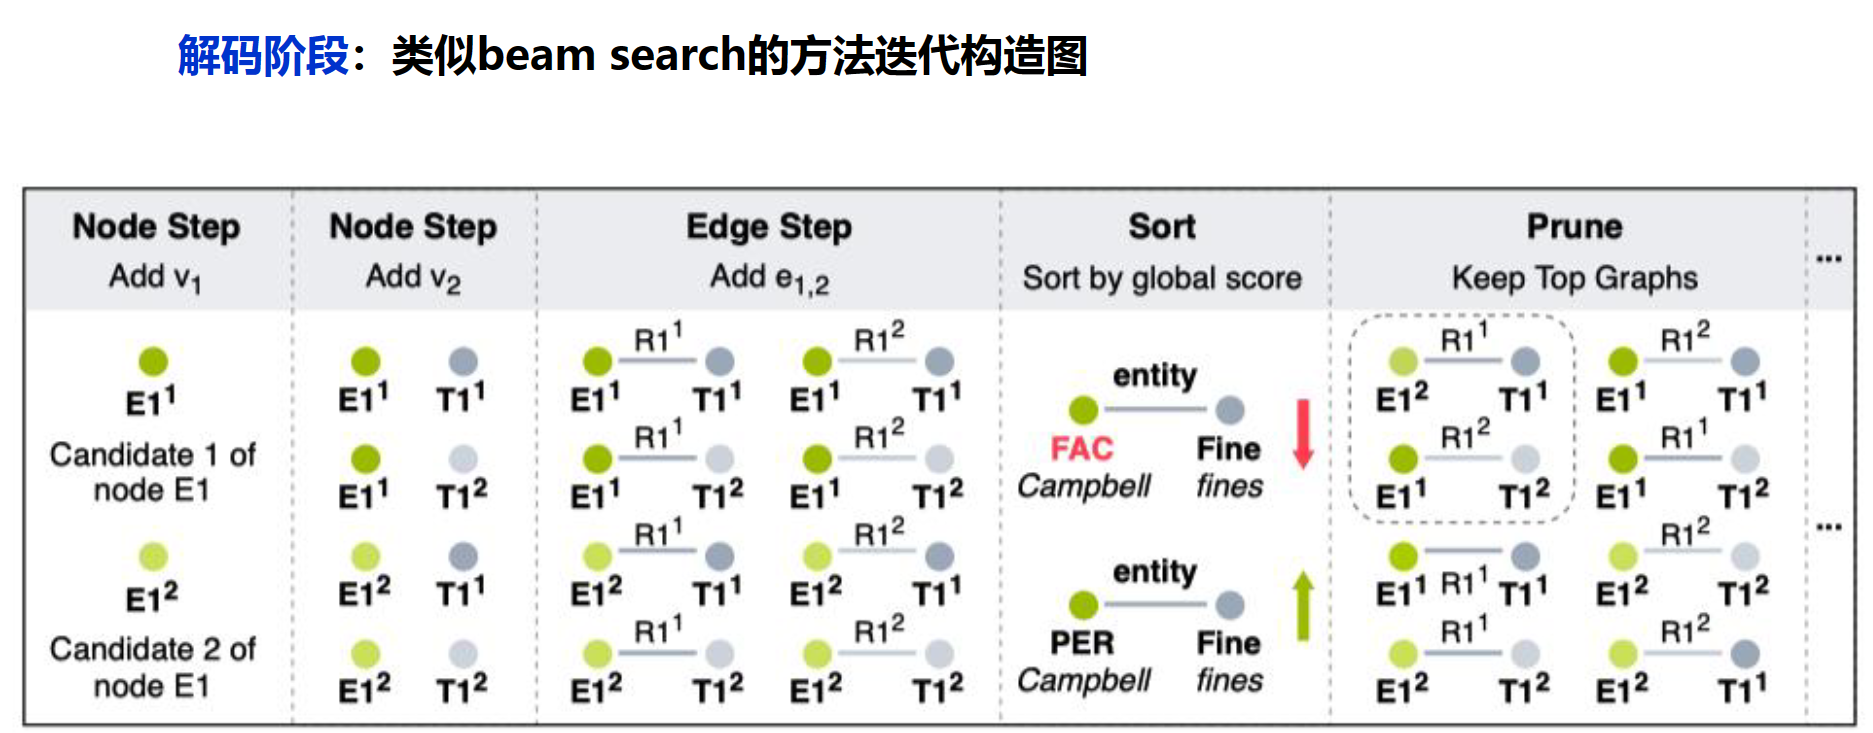 解码阶段：类似beam search的方法迭代构造图
Node Step
Add v1
Node Step
Add v2
Edge Step
Add e1,2
Sort
Sort by global score
Prune
Keep Top Graphs
...
E1^1
Candidate 1 of
node E1
E1^2
Candidate 2 of
node E1
E1^1 T1^1
E1^1 T1^2
E1^2 T1^1
E1^2 T1^2
R1^1 R1^2
E1^1 T1^1 E1^1 T1^1
R1^1 R1^2
E1^1 T1^2 E1^1 T1^2
R1^1 R1^2
E1^2 T1^1 E1^2 T1^1
R1^1 R1^2
E1^2 T1^2 E1^2 T1^2
entity
FAC Fine
Campbell fines
entity
PER Fine
Campbell fines
R1^1 R1^2
E1^2 T1^1 E1^1 T1^1
R1^2 R1^1
E1^1 T1^2 E1^1 T1^2
R1^2
E1^1 R1^1 T1^1 E1^2 T1^2
R1^1 R1^2
E1^2 T1^2 E1^2 T1^1
...